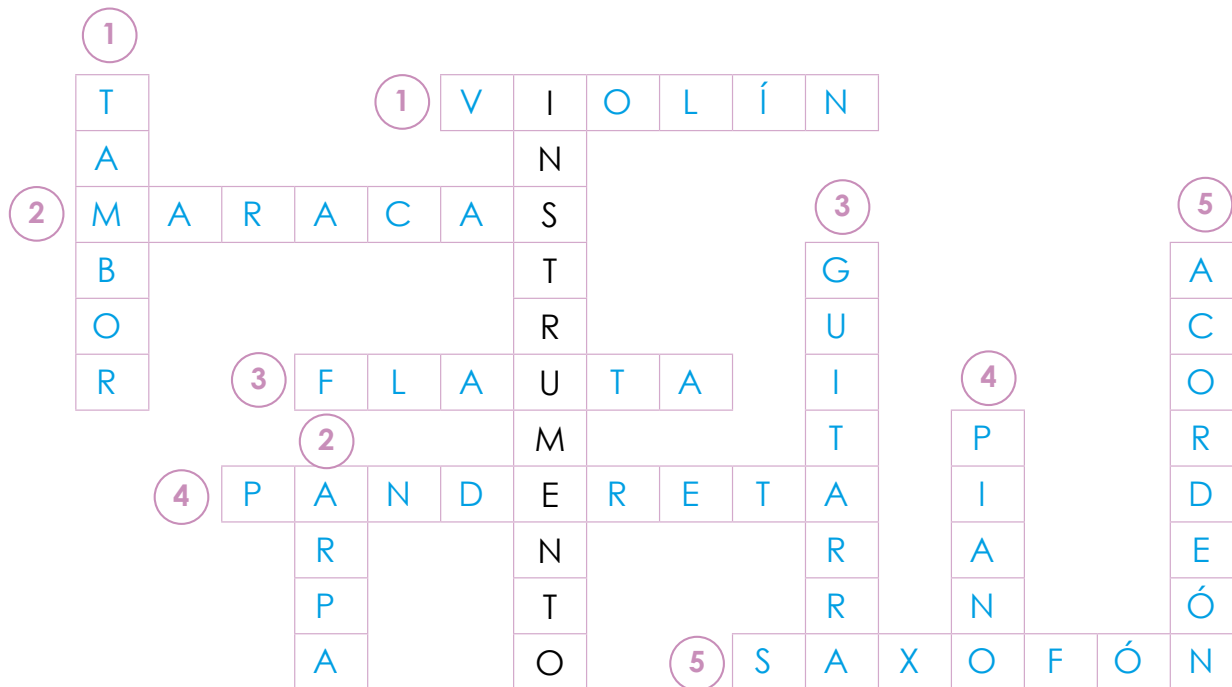 1
T 1 V I O L Í N
A N
2 M A R A C A S 3 5
B T G A
O R U C
R 3 F L A U T A I 4 O
2 M T P R
4 P A N D E R E T A I D
R N R A E
P T R N Ó
A O 5 S A X O F Ó N